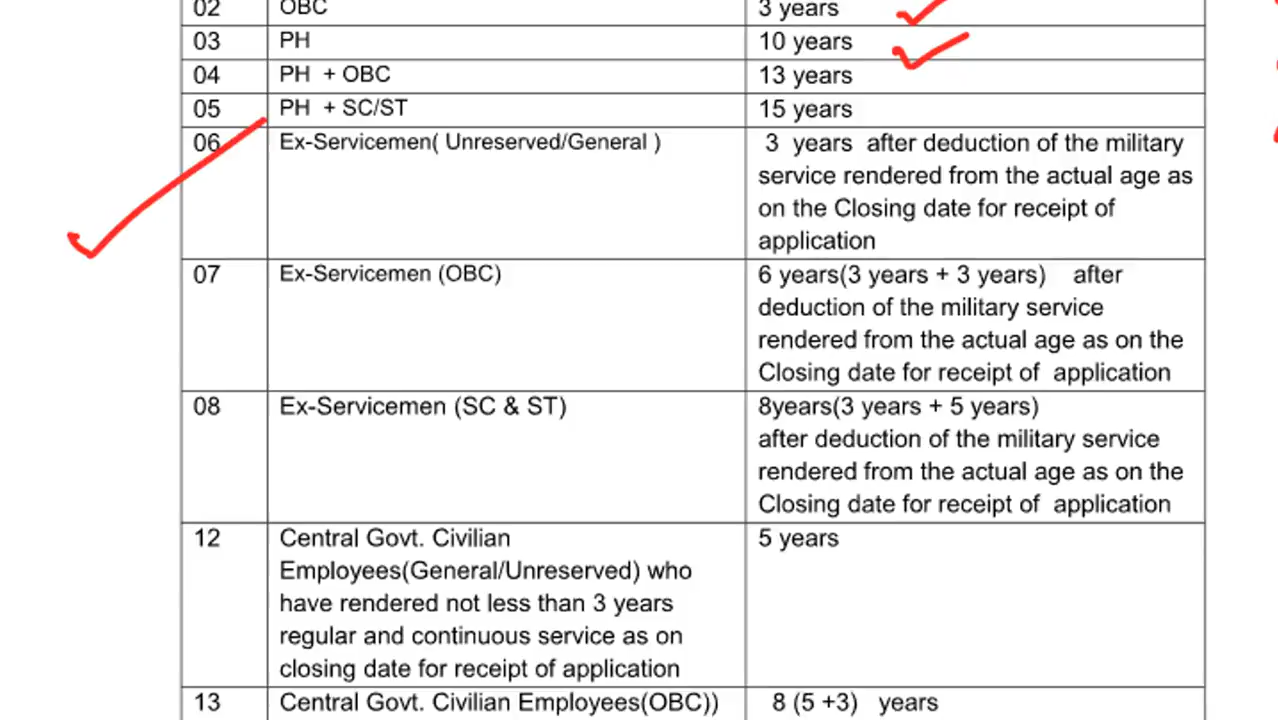 02 OBC 3 years
03 PH 10 years
04 PH + OBC 13 years
05 PH + SC/ST 15 years
06 Ex-Servicemen( Unreserved/General ) 3 years after deduction of the military
service rendered from the actual age as
on the Closing date for receipt of
application
07 Ex-Servicemen (OBC) 6 years(3 years + 3 years) after
deduction of the military service
rendered from the actual age as on the
Closing date for receipt of application
08 Ex-Servicemen (SC & ST) 8years(3 years + 5 years)
after deduction of the military service
rendered from the actual age as on the
Closing date for receipt of application
12 Central Govt. Civilian 5 years
Employees(General/Unreserved) who
have rendered not less than 3 years
regular and continuous service as on
closing date for receipt of application
13 Central Govt. Civilian Employees(OBC)) 8 (5 +3) years